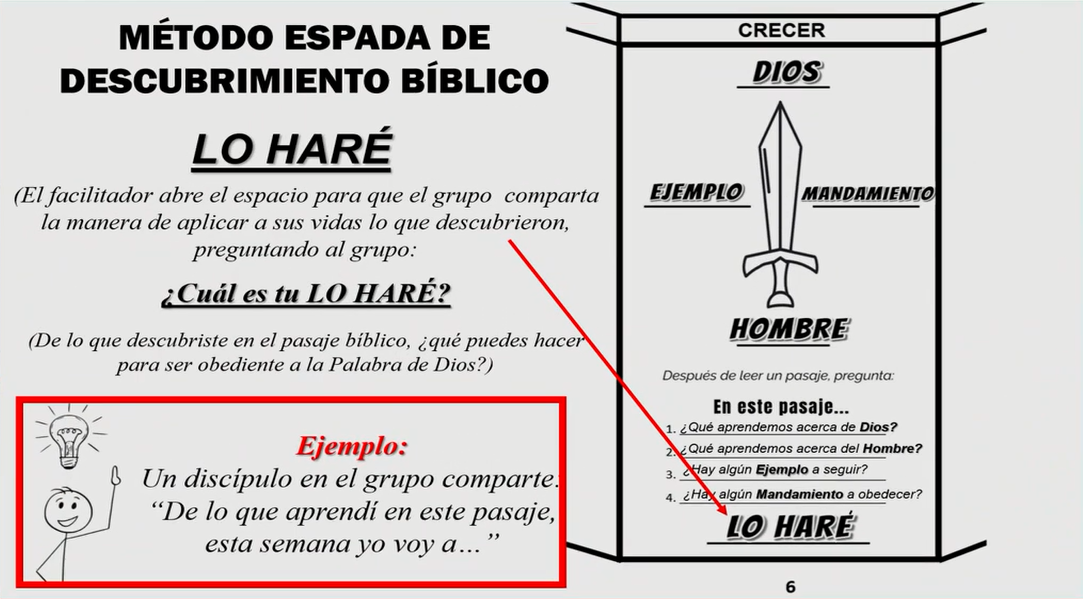 MÉTODO ESPADA DE
DESCUBRIMIENTO BÍBLICO
LO HARÉ
(El facilitador abre el espacio para que el grupo comparta
la manera de aplicar a sus vidas lo que descubrieron,
preguntando al grupo:
¿Cuál es tu LO HARÉ?
(De lo que descubriste en el pasaje bíblico, ¿qué puedes hacer
para ser obediente a la Palabra de Dios?)
Ejemplo:
Un discípulo en el grupo comparte:
“De lo que aprendí en este pasaje,
esta semana yo voy a…”
CRECER
DIOS
EJEMPLO
MANDAMIENTO
HOMBRE
Después de leer un pasaje, pregunta:
En este pasaje...
1. ¿Qué aprendemos acerca de Dios?
2. ¿Qué aprendemos acerca del Hombre?
3. ¿Hay algún Ejemplo a seguir?
4. ¿Hay algún Mandamiento a obedecer?
LO HARÉ
6